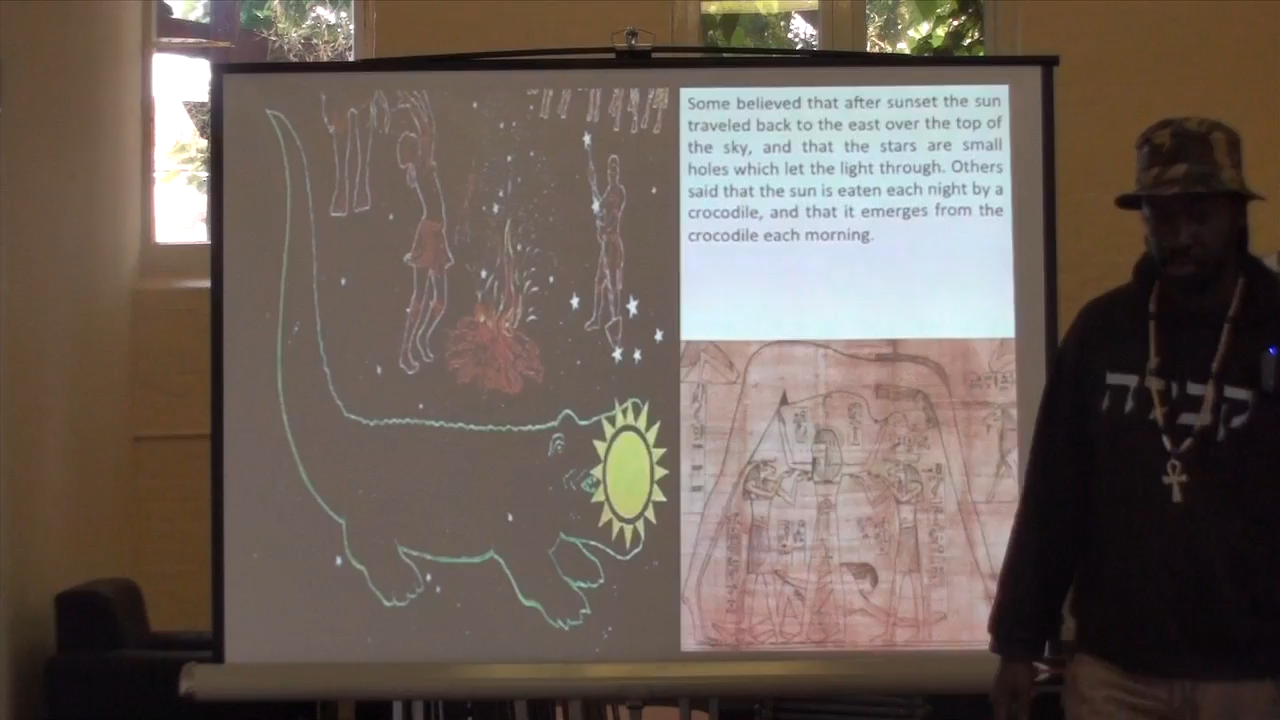 Some believed that after sunset the sun
traveled back to the east over the top of
the sky, and that the stars are small
holes which let the light through. Others
said that the sun is eaten each night by a
crocodile, and that it emerges from the
crocodile each morning.